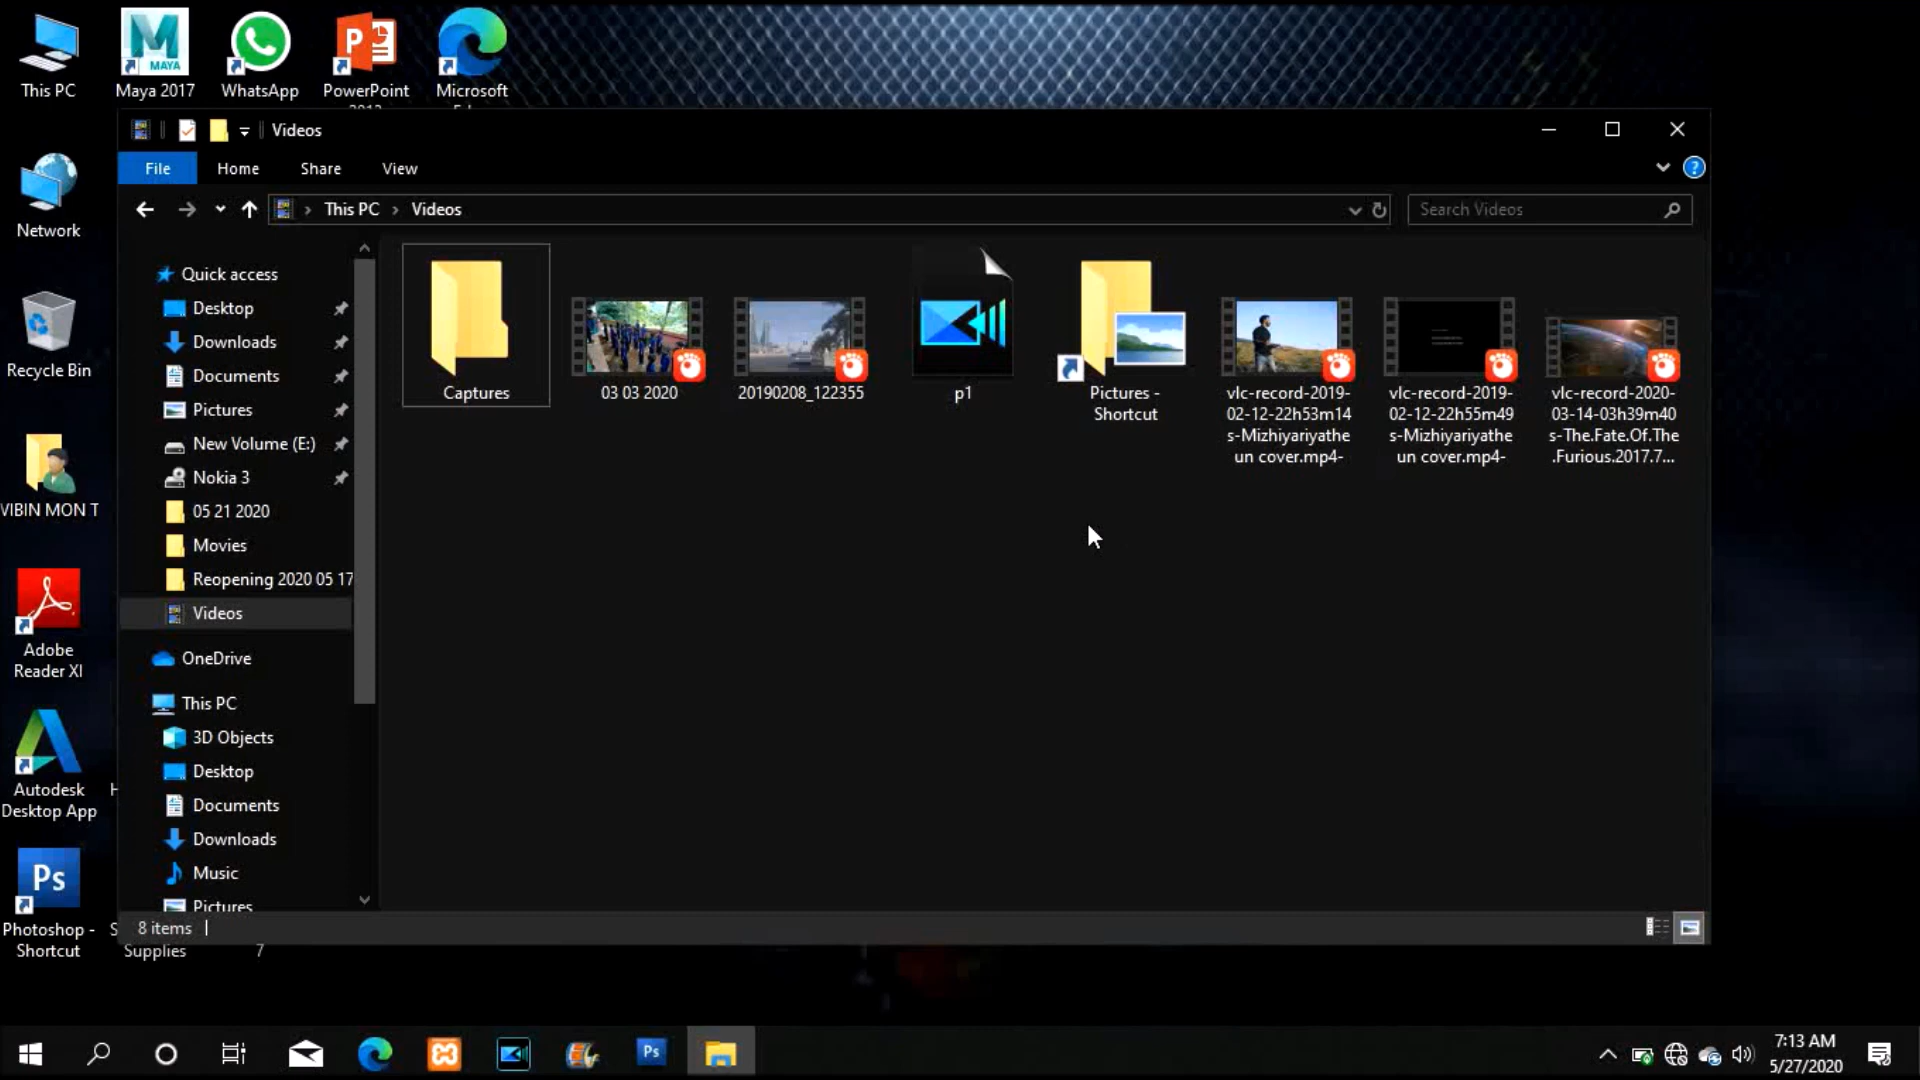 This PC
MAYA
Maya 2017
WhatsApp
PowerPoint
Microsoft
Network
Recycle Bin
VIBIN MON T
Adobe
Reader XI
Autodesk
Desktop App
Ps
Photoshop -
Shortcut
Supplies
7
Videos
File
Home
Share
View
This PC
Videos
Search Videos
Quick access
Desktop
Downloads
Documents
Pictures
New Volume (E:)
Nokia 3
05 21 2020
Movies
Reopening 2020 05 17
Videos
OneDrive
This PC
3D Objects
Desktop
Documents
Downloads
Music
Pictures
Captures
03 03 2020
20190208_122355
p1
Pictures -
Shortcut
vlc-record-2019-
02-12-22h53m14
s-Mizhiyariyathe
un cover.mp4-
vlc-record-2019-
02-12-22h55m49
s-Mizhiyariyathe
un cover.mp4-
vlc-record-2020-
03-14-03h39m40
s-The.Fate.Of.The
.Furious.2017.7...
8 items
Ps
7:13 AM
5/27/2020